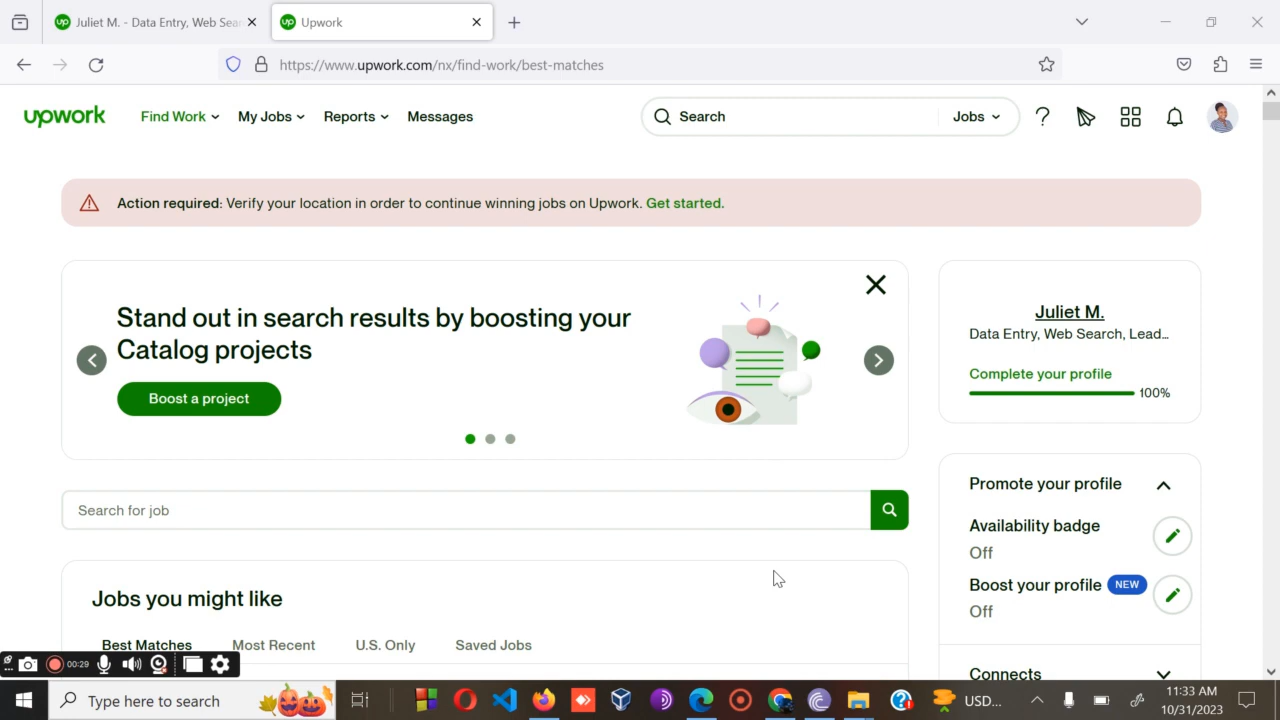 Juliet M. - Data Entry, Web Sear
Upwork
https://www.upwork.com/nx/find-work/best-matches
upwork
Find Work
My Jobs
Reports
Messages
Search
Jobs
Action required: Verify your location in order to continue winning jobs on Upwork. Get started.
Stand out in search results by boosting your
Catalog projects
Boost a project
Juliet M.
Data Entry, Web Search, Lead...
Complete your profile
100%
Search for job
Promote your profile
Availability badge
Off
Boost your profile NEW
Off
Jobs you might like
Best Matches
Most Recent
U.S. Only
Saved Jobs
Connects
00:29
Type here to search
USD...
11:33 AM
10/31/2023